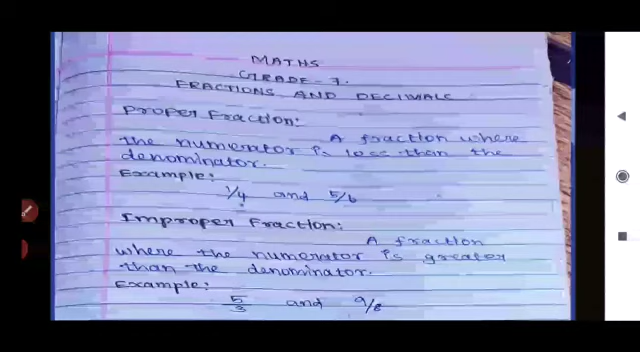 MATHS
GRADE-7.
FRACTIONS AND DECIMALS
Proper Fraction:
A fraction where
the numerator is less than the
denominator.
Example:
1/4 and 5/6
Improper Fraction:
A fraction
where the numerator is greater
than the denominator.
Example:
5/3 and 9/8